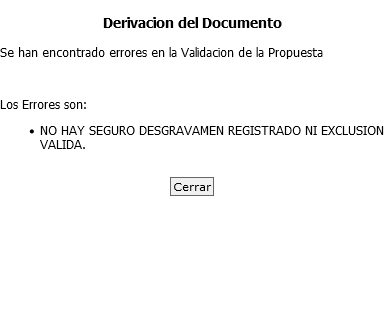 Derivacion del Documento
Se han encontrado errores en la Validacion de la Propuesta
Los Errores son:
• NO HAY SEGURO DESGRAVAMEN REGISTRADO NI EXCLUSION
VALIDA.
Cerrar